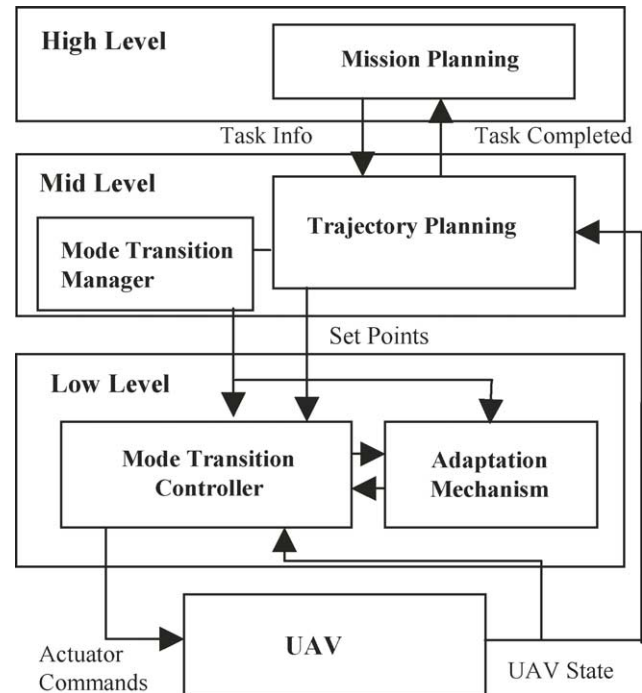 High Level
Mission Planning
Task Info
Task Completed
Mid Level
Trajectory Planning
Mode Transition
Manager
Set Points
Low Level
Mode Transition
Controller
Adaptation
Mechanism
UAV
Actuator
Commands
UAV State